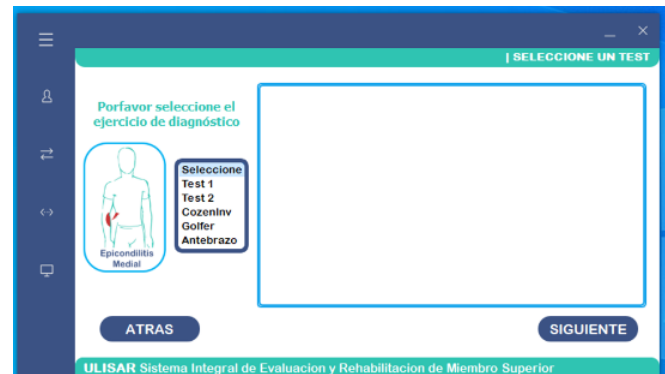 | SELECCIONE UN TEST
Porfavor seleccione el
ejercicio de diagnóstico
Seleccione
Test 1
Test 2
CozenInv
Golfer
Antebrazo
Epicondilitis
Medial
ATRAS
SIGUIENTE
ULISAR Sistema Integral de Evaluacion y Rehabilitacion de Miembro Superior